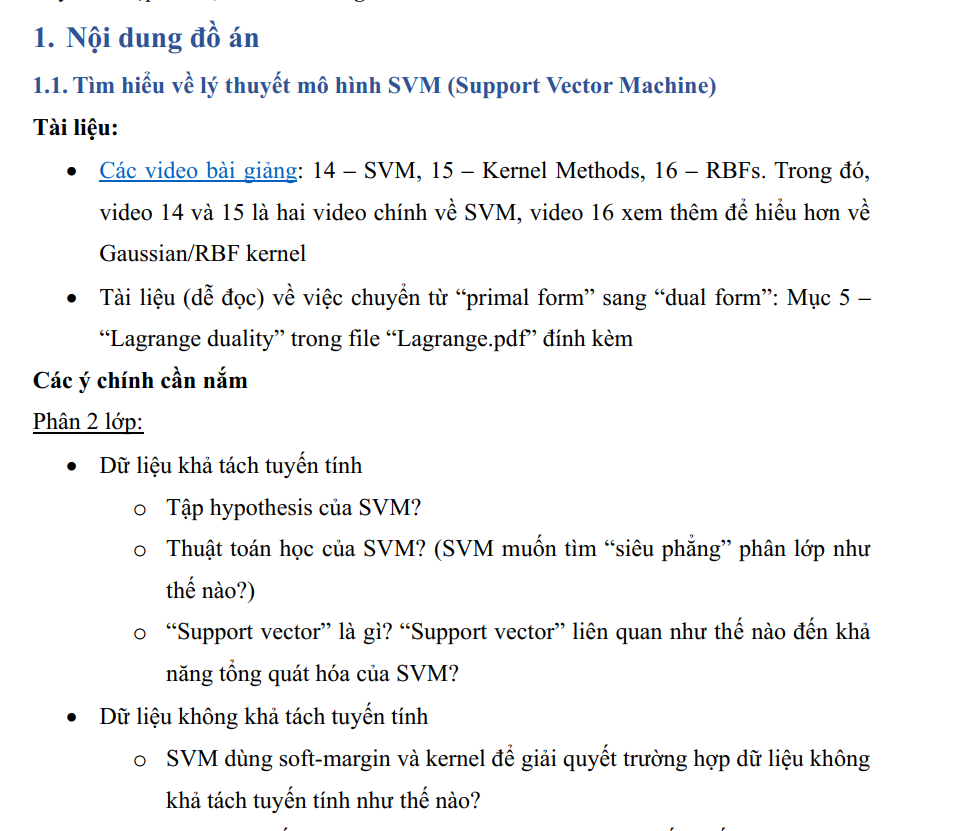 1. Nội dung đồ án
1.1. Tìm hiểu về lý thuyết mô hình SVM (Support Vector Machine)
Tài liệu:
• Các video bài giảng: 14 – SVM, 15 – Kernel Methods, 16 – RBFs. Trong đó,
video 14 và 15 là hai video chính về SVM, video 16 xem thêm để hiểu hơn về
Gaussian/RBF kernel
• Tài liệu (dễ đọc) về việc chuyển từ “primal form” sang “dual form”: Mục 5 –
“Lagrange duality” trong file “Lagrange.pdf” đính kèm
Các ý chính cần nắm
Phân 2 lớp:
• Dữ liệu khả tách tuyến tính
o Tập hypothesis của SVM?
o Thuật toán học của SVM? (SVM muốn tìm “siêu phẳng” phân lớp như
thế nào?)
o “Support vector” là gì? “Support vector” liên quan như thế nào đến khả
năng tổng quát hóa của SVM?
• Dữ liệu không khả tách tuyến tính
o SVM dùng soft-margin và kernel để giải quyết trường hợp dữ liệu không
khả tách tuyến tính như thế nào?